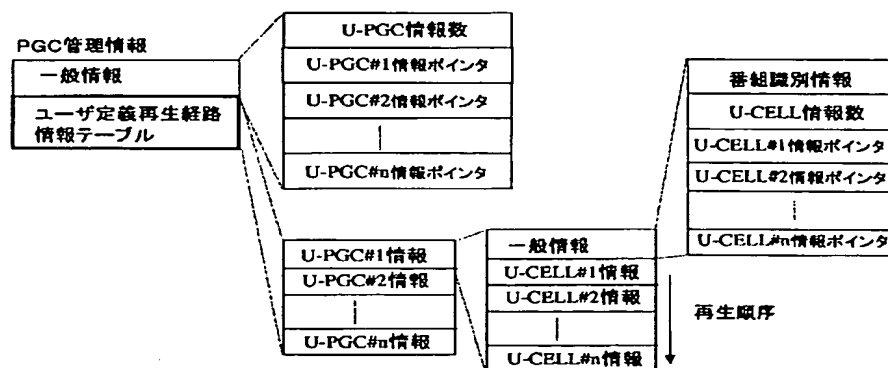 PGC管理情報
一般情報
ユーザ定義再生経路
情報テーブル
U-PGC情報数
U-PGC#1情報ポインタ
U-PGC#2情報ポインタ
U-PGC#n情報ポインタ
U-PGC#1情報
U-PGC#2情報
U-PGC#n情報
一般情報
U-CELL#1情報
U-CELL#2情報
U-CELL#n情報
番組識別情報
U-CELL情報数
U-CELL#1情報ポインタ
U-CELL#2情報ポインタ
U-CELL#n情報ポインタ
再生順序